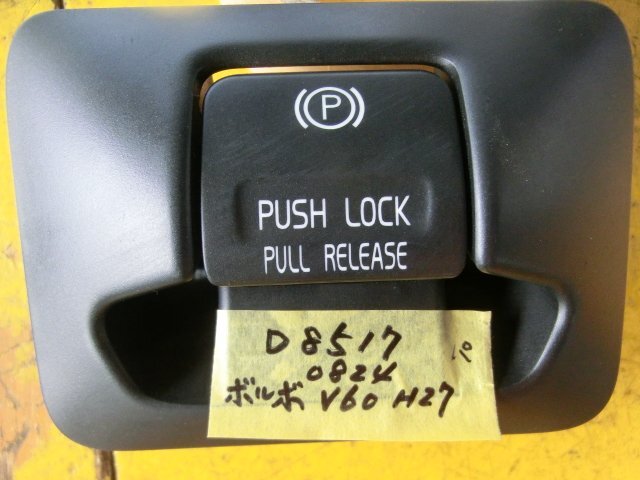 P
PUSH LOCK
PULL RELEASE
D8517
0824
ボルボ V60 H27